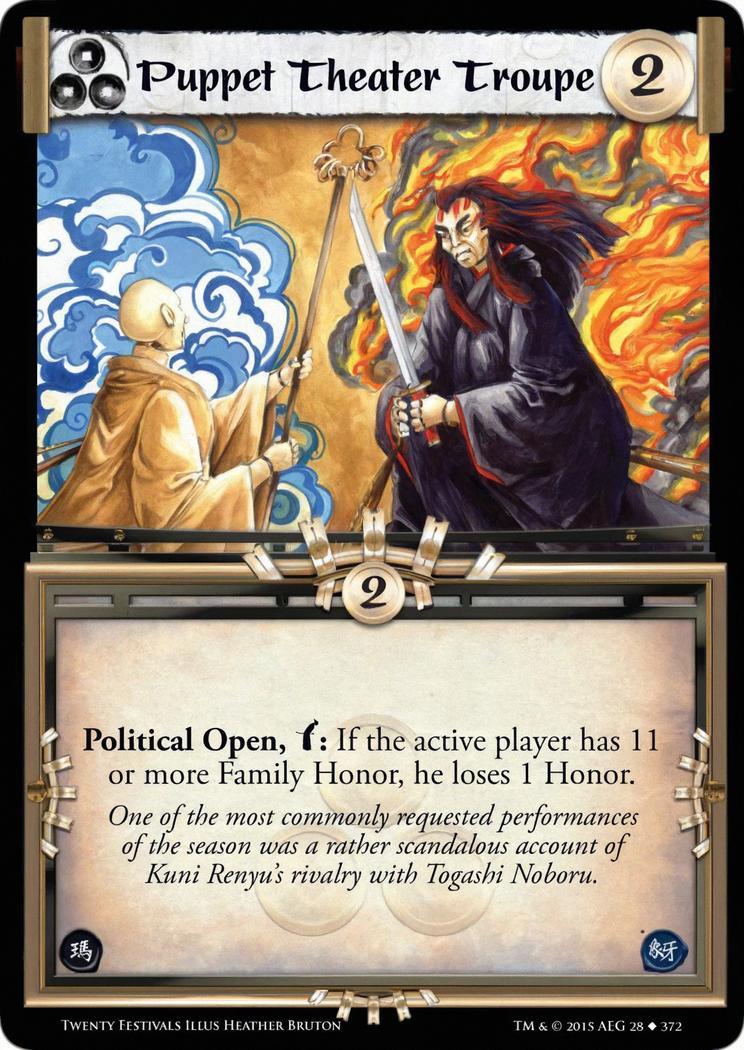 Puppet Theater Troupe
2
2
Political Open, : If the active player has 11
or more Family Honor, he loses 1 Honor.
One of the most commonly requested performances
of the season was a rather scandalous account of
Kuni Renyu's rivalry with Togashi Noboru.
瑪
象牙
Twenty Festivals Illus Heather Bruton
TM & © 2015 AEG 28 ◆ 372